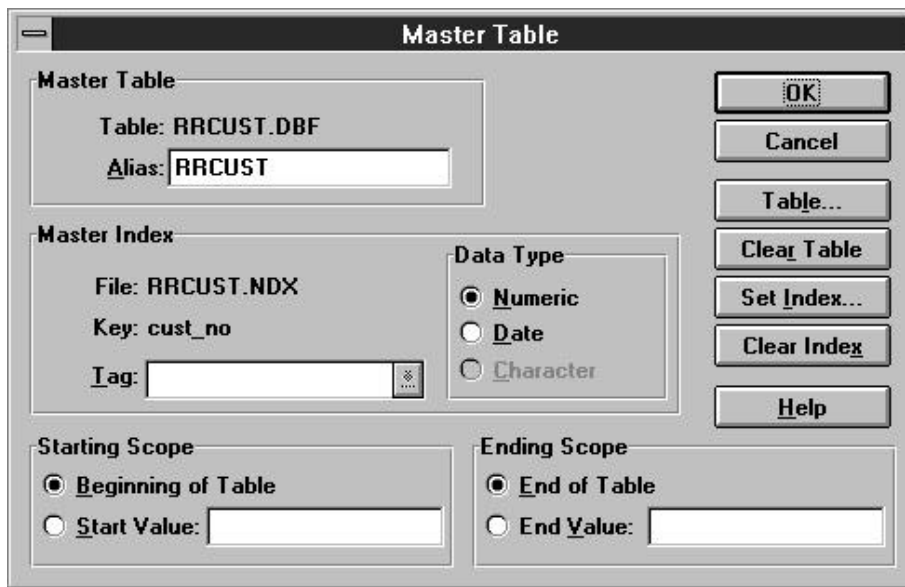 Master Table
Master Table
Table: RRCUST.DBF
Alias: RRCUST
Master Index
File: RRCUST.NDX
Key: cust_no
Tag:
Data Type
Numeric
Date
Character
OK
Cancel
Table...
Clear Table
Set Index...
Clear Index
Help
Starting Scope
Beginning of Table
Start Value:
Ending Scope
End of Table
End Value: